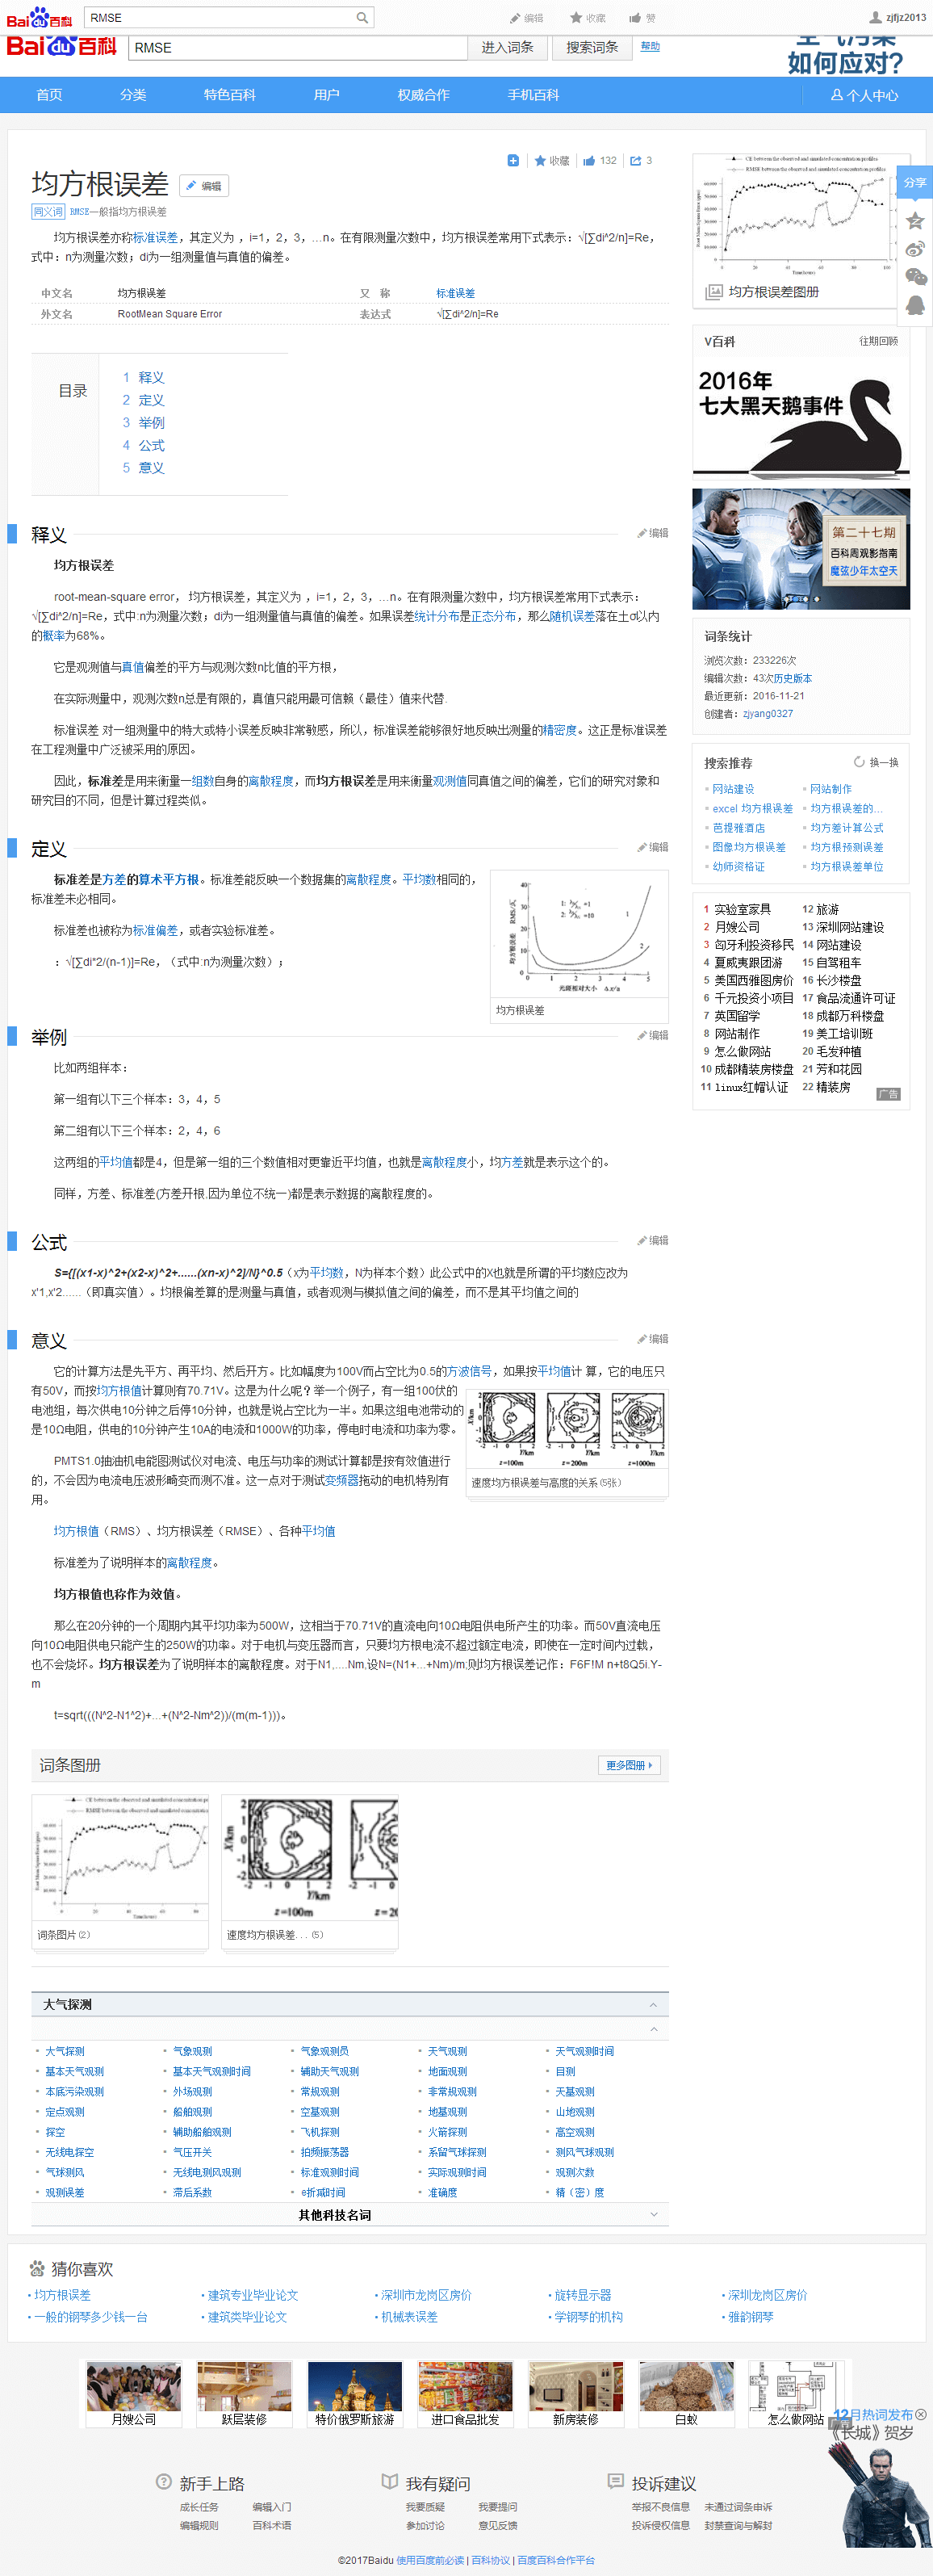 Bai du 百科
RMSE
编辑
收藏
赞
zjfjz2013
Bai du 百科
RMSE
进入词条
搜索词条
帮助
如何应对?
首页 分类 特色百科 用户 权威合作 手机百科 个人中心
收藏 132 3
均方根误差 编辑
同义词 RMSE一般指均方根误差
均方根误差亦称标准误差，其定义为 ，i=1，2，3，…n。在有限测量次数中，均方根误差常用下式表示：√[∑di^2/n]=Re，
式中：n为测量次数；di为一组测量值与真值的偏差。
中文名 均方根误差 又 称 标准误差
外文名 RootMean Square Error 表达式 √[∑di^2/n]=Re
目录
1 释义
2 定义
3 举例
4 公式
5 意义
释义 编辑
均方根误差
root-mean-square error， 均方根误差，其定义为 ，i=1，2，3，…n。在有限测量次数中，均方根误差常用下式表示：
√[∑di^2/n]=Re，式中:n为测量次数；di为一组测量值与真值的偏差。如果误差统计分布是正态分布，那么随机误差落在土σ以内
的概率为68%。
它是观测值与真值偏差的平方与观测次数n比值的平方根，
在实际测量中，观测次数n总是有限的，真值只能用最可信赖（最佳）值来代替.
标准误差 对一组测量中的特大或特小误差反映非常敏感，所以，标准误差能够很好地反映出测量的精密度。这正是标准误差
在工程测量中广泛被采用的原因。
因此，标准差是用来衡量一组数自身的离散程度，而均方根误差是用来衡量观测值同真值之间的偏差，它们的研究对象和
研究目的不同，但是计算过程类似。
定义 编辑
标准差是方差的算术平方根。标准差能反映一个数据集的离散程度。平均数相同的，
标准差未必相同。
标准差也被称为标准偏差，或者实验标准差。
：√[∑di^2/(n-1)]=Re，（式中:n为测量次数）；
均方根误差
举例 编辑
比如两组样本：
第一组有以下三个样本：3，4，5
第二组有以下三个样本：2，4，6
这两组的平均值都是4，但是第一组的三个数值相对更靠近平均值，也就是离散程度小，均方差就是表示这个的。
同样，方差、标准差(方差开根,因为单位不统一)都是表示数据的离散程度的。
公式 编辑
S={[(x1-x)^2+(x2-x)^2+......(xn-x)^2]/N}^0.5（x为平均数，N为样本个数）此公式中的X也就是所谓的平均数应改为
x'1,x'2......（即真实值）。均根偏差算的是测量与真值，或者观测与模拟值之间的偏差，而不是其平均值之间的
意义 编辑
它的计算方法是先平方、再平均、然后开方。比如幅度为100V而占空比为0.5的方波信号，如果按平均值计 算，它的电压只
有50V，而按均方根值计算则有70.71V。这是为什么呢？举一个例子，有一组100伏的
电池组，每次供电10分钟之后停10分钟，也就是说占空比为一半。如果这组电池带动的
是10Ω电阻，供电的10分钟产生10A的电流和1000W的功率，停电时电流和功率为零。
速度均方根误差与高度的关系(5张)
PMTS1.0抽油机电能图测试仪对电流、电压与功率的测试计算都是按有效值进行
的，不会因为电流电压波形畸变而测不准。这一点对于测试变频器拖动的电机特别有
用。
均方根值（RMS）、均方根误差（RMSE）、各种平均值
标准差为了说明样本的离散程度。
均方根值也称作为效值。
那么在20分钟的一个周期内其平均功率为500W，这相当于70.71V的直流电向10Ω电阻供电所产生的功率。而50V直流电压
向10Ω电阻供电只能产生的250W的功率。对于电机与变压器而言，只要均方根电流不超过额定电流，即使在一定时间内过载，
也不会烧坏。均方根误差为了说明样本的离散程度。对于N1,....Nm,设N=(N1+...+Nm)/m;则均方根误差记作：F6F!M n+t8Q5i.Y-
m
t=sqrt(((N^2-N1^2)+...+(N^2-Nm^2))/(m(m-1)))。
词条图册 更多图册
词条图片(2)
速度均方根误差... (5)
大气探测
大气探测 气象观测 气象观测员 天气观测 天气观测时间
基本天气观测 基本天气观测时间 辅助天气观测 地面观测 目测
本底污染观测 外场观测 常规观测 非常规观测 天基观测
定点观测 船舶观测 空基观测 地基观测 山地观测
探空 辅助船舶观测 飞机探测 火箭探测 高空观测
无线电探空 气压开关 拍频振荡器 系留气球探测 测风气球观测
气球测风 无线电测风观测 标准观测时间 实际观测时间 观测次数
观测误差 滞后系数 e折减时间 准确度 精（密）度
其他科技名词
均方根误差图册
分享
V百科 往期回顾
2016年
七大黑天鹅事件
第二十七期
百科周观影指南
魔弦少年太空天
词条统计
浏览次数：233226次
编辑次数：43次历史版本
最近更新：2016-11-21
创建者：zjyang0327
搜索推荐 换一换
网站建设 网站制作
excel 均方根误差 均方根误差的...
芭提雅酒店 均方差计算公式
图像均方根误差 均方根预测误差
幼师资格证 均方根误差单位
1 实验室家具 12 旅游
2 月嫂公司 13 深圳网站建设
3 匈牙利投资移民 14 网站建设
4 夏威夷跟团游 15 自驾租车
5 美国西雅图房价 16 长沙楼盘
6 千元投资小项目 17 食品流通许可证
7 英国留学 18 成都万科楼盘
8 网站制作 19 美工培训班
9 怎么做网站 20 毛发种植
10 成都精装房楼盘 21 芳和花园
11 linux红帽认证 22 精装房
广告
猜你喜欢
均方根误差 建筑专业毕业论文 深圳市龙岗区房价 旋转显示器 深圳龙岗区房价
一般的钢琴多少钱一台 建筑类毕业论文 机械表误差 学钢琴的机构 雅韵钢琴
月嫂公司 跃层装修 特价俄罗斯旅游 进口食品批发 新房装修 白蚁 怎么做网站
12月热词发布
《长城》贺岁
新手上路 我有疑问 投诉建议
成长任务 编辑入门 我要质疑 我要提问 举报不良信息 未通过词条申诉
编辑规则 百科术语 参加讨论 意见反馈 投诉侵权信息 封禁查询与解封
©2017Baidu 使用百度前必读 | 百科协议 | 百度百科合作平台